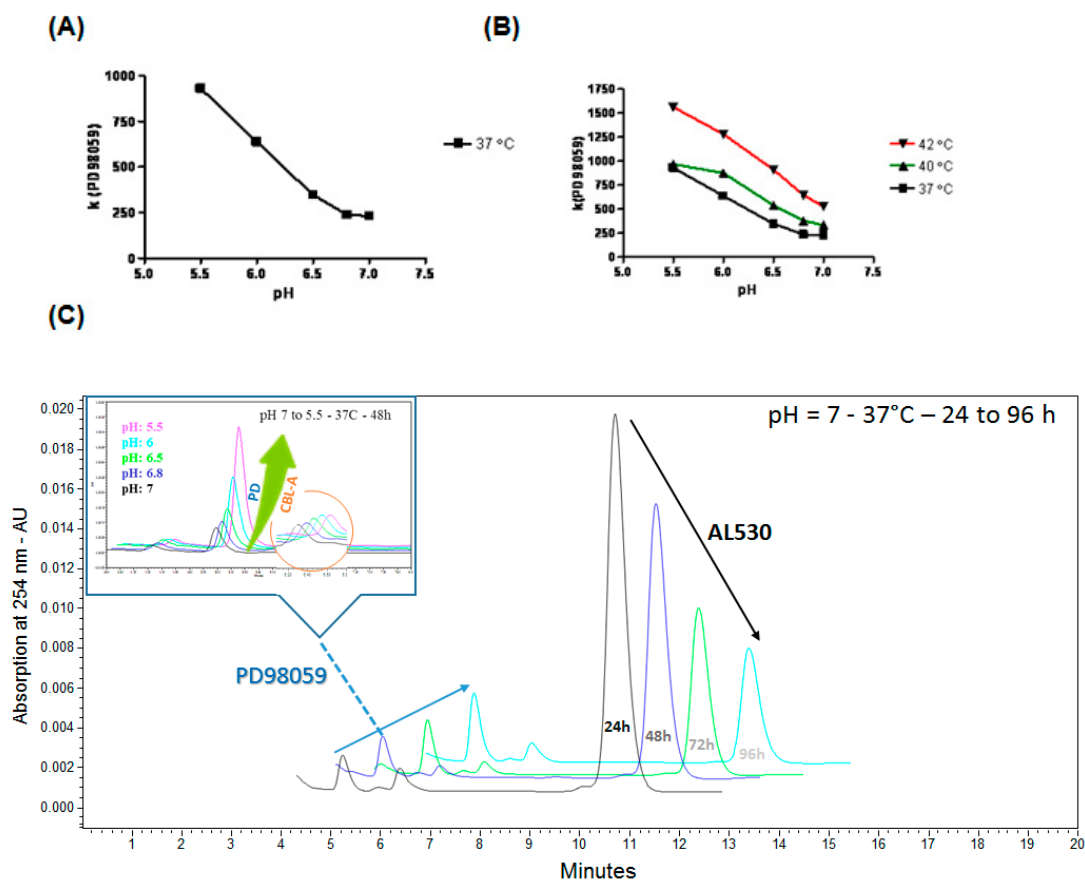 (A)
1000
750
500
250
0
k (PD98059)
5.0 5.5 6.0 6.5 7.0 7.5
pH
37 °C
(B)
1750
1500
1250
1000
750
500
250
0
k(PD98059)
5.0 5.5 6.0 6.5 7.0 7.5
pH
42 °C
40 °C
37 °C
(C)
pH = 7 - 37°C – 24 to 96 h
pH 7 to 5.5 - 37C - 48h
pH: 5.5
pH: 6
pH: 6.5
pH: 6.8
pH: 7
PD
CBL-A
AL530
PD98059
24h
48h
72h
96h
0.020
0.018
0.016
0.014
0.012
0.010
0.008
0.006
0.004
0.002
0.000
Absorption at 254 nm - AU
1 2 3 4 5 6 7 8 9 10 11 12 13 14 15 16 17 18 19 20
Minutes